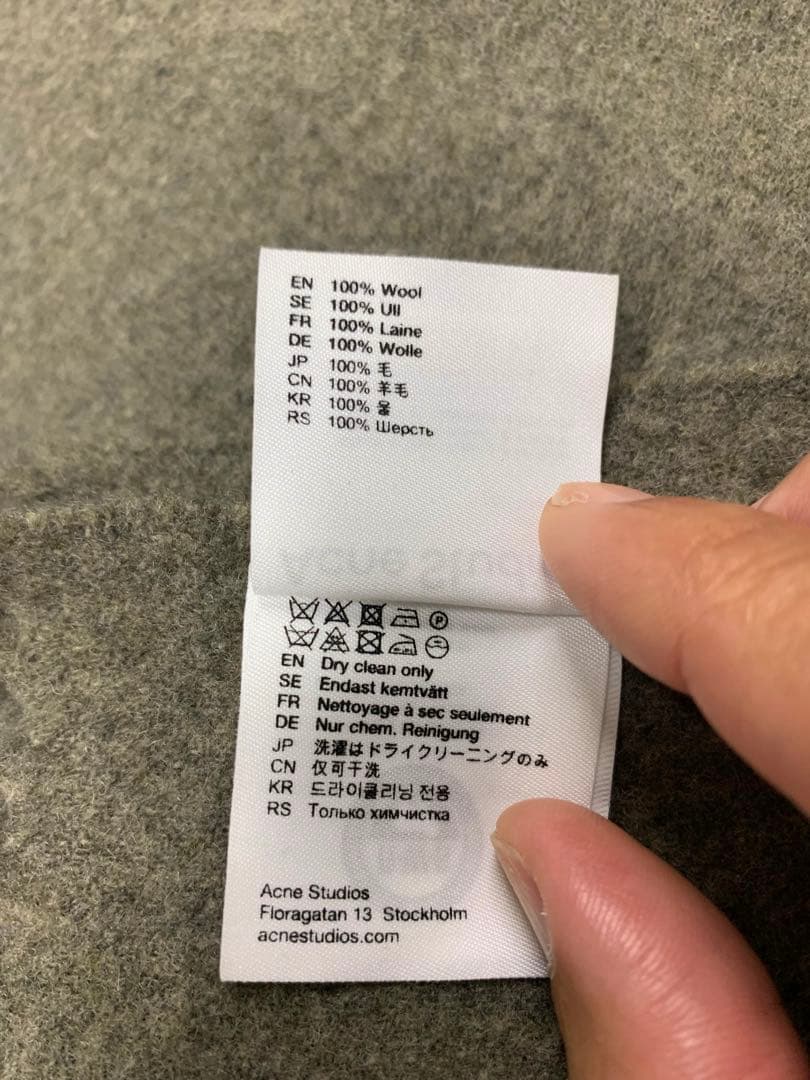 EN 100% Wool
SE 100% Ull
FR 100% Laine
DE 100% Wolle
JP 100% 毛
CN 100% 羊毛
KR 100% 울
RS 100% Шерсть
EN Dry clean only
SE Endast kemtvätt
FR Nettoyage à sec seulement
DE Nur chem. Reinigung
JP 洗濯はドライクリーニングのみ
CN 仅可干洗
KR 드라이클리닝 전용
RS Только химчистка
Acne Studios
Floragatan 13 Stockholm
acnestudios.com